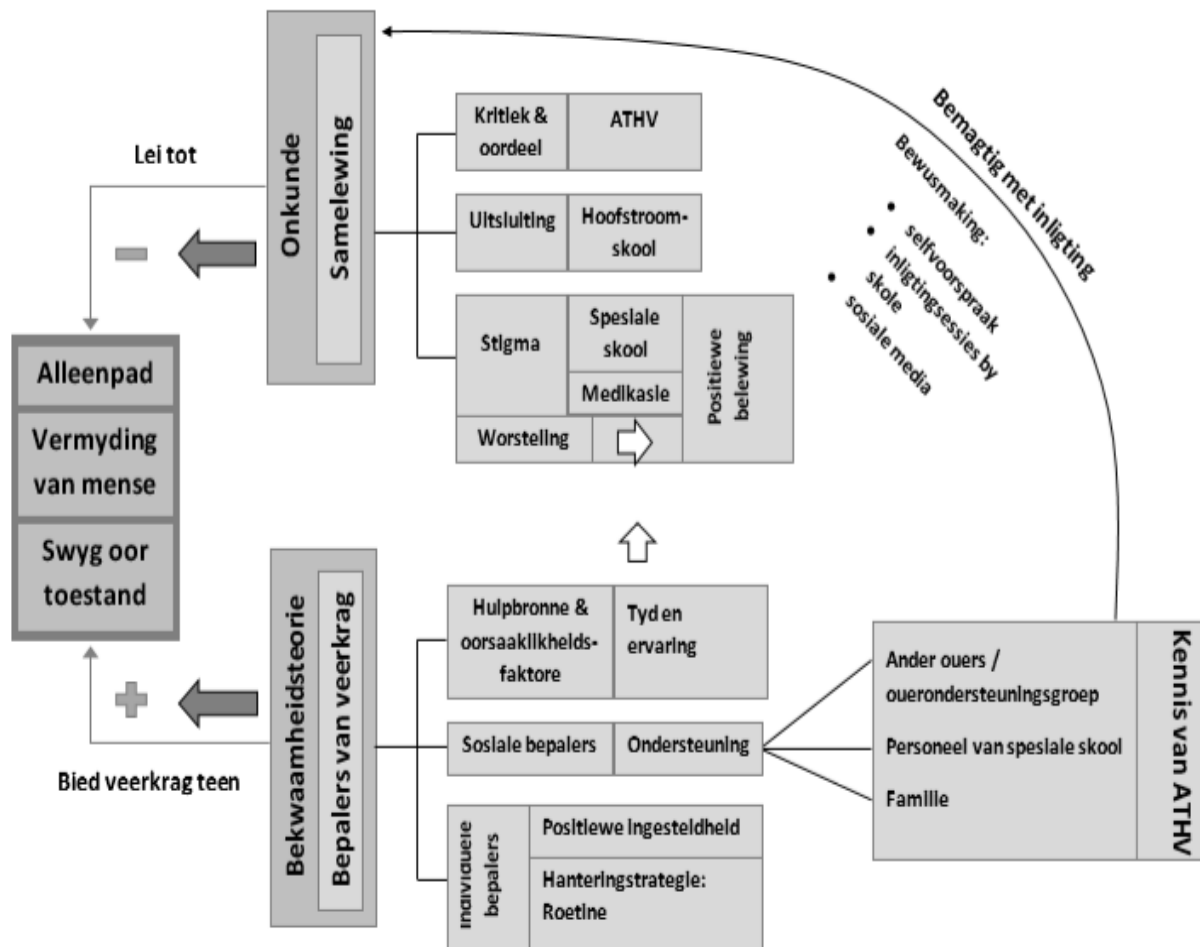 Lei tot
Onkunde
Samelewing
Kritiek &
oordeel
ATHV
Uitsluiting
Hoofstroom-
skool
Stigma
Spesiale
skool
Medikasie
Worsteling
Positiewe
belewing
Bemagtig met inligting
Bewusmaking:
• selfvoorspraak
• inligtingsessies by
skole
• sosiale media
Alleenpad
Vermyding
van mense
Swyg oor
toestand
Bied veerkrag teen
Bekwaamheidsteorie
Bepalers van veerkrag
Hulpbronne &
oorsaaklikheids-
faktore
Tyd en
ervaring
Sosiale bepalers
Ondersteuning
Individuele
bepalers
Positiewe ingesteldheid
Hanteringstrategie:
Roetine
Ander ouers /
ouerondersteuningsgroep
Personeel van spesiale skool
Familie
Kennis van ATHV